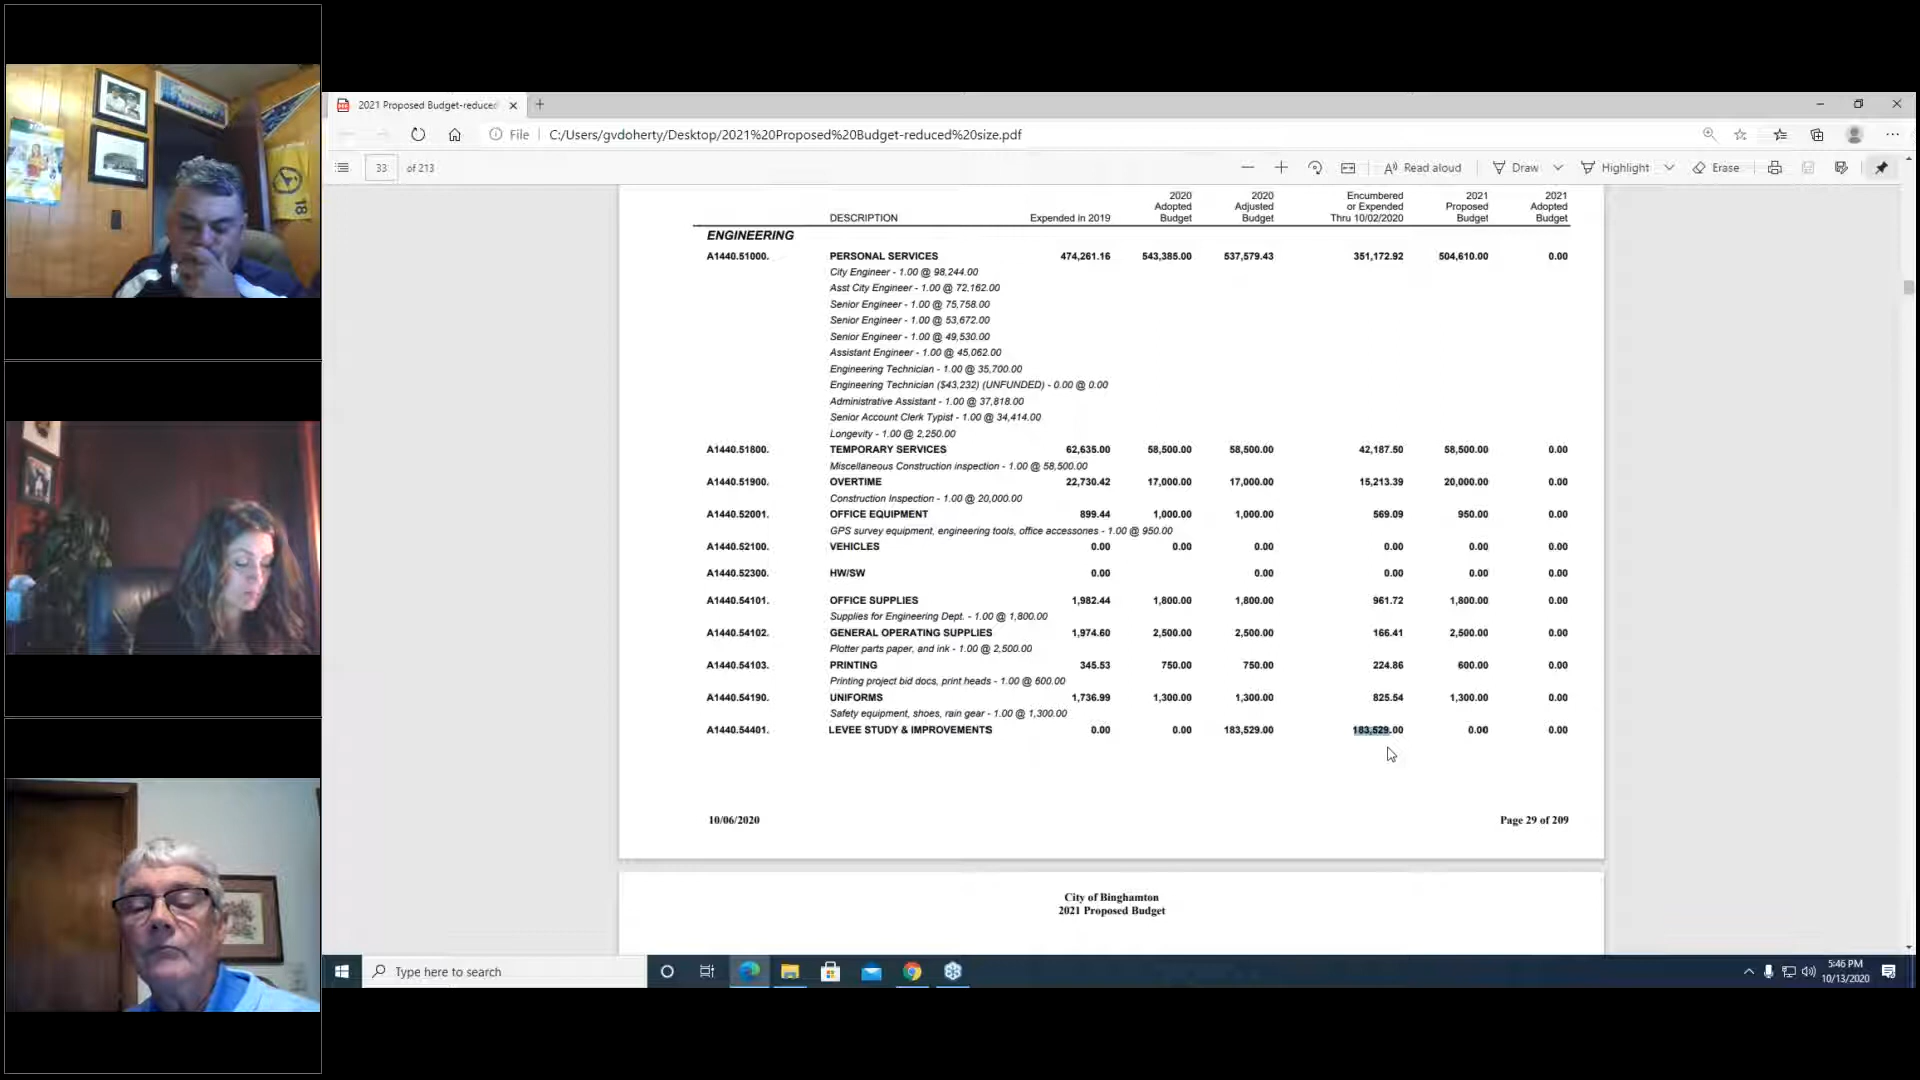 2021 Proposed Budget-reduced
File C:/Users/gvdoherty/Desktop/2021%20Proposed%20Budget-reduced%20size.pdf
33 of 213 Read aloud Draw Highlight Erase
DESCRIPTION Expended in 2019 2020 Adopted Budget 2020 Adjusted Budget Encumbered or Expended Thru 10/02/2020 2021 Proposed Budget 2021 Adopted Budget
ENGINEERING
A1440.51000. PERSONAL SERVICES 474,261.16 543,385.00 537,579.43 351,172.92 504,610.00 0.00
City Engineer - 1.00 @ 98,244.00
Asst City Engineer - 1.00 @ 72,162.00
Senior Engineer - 1.00 @ 75,758.00
Senior Engineer - 1.00 @ 53,672.00
Senior Engineer - 1.00 @ 49,530.00
Assistant Engineer - 1.00 @ 45,062.00
Engineering Technician - 1.00 @ 35,700.00
Engineering Technician ($43,232) (UNFUNDED) - 0.00 @ 0.00
Administrative Assistant - 1.00 @ 37,818.00
Senior Account Clerk Typist - 1.00 @ 34,414.00
Longevity - 1.00 @ 2,250.00
A1440.51800. TEMPORARY SERVICES 62,635.00 58,500.00 58,500.00 42,187.50 58,500.00 0.00
Miscellaneous Construction inspection - 1.00 @ 58,500.00
A1440.51900. OVERTIME 22,730.42 17,000.00 17,000.00 15,213.39 20,000.00 0.00
Construction Inspection - 1.00 @ 20,000.00
A1440.52001. OFFICE EQUIPMENT 899.44 1,000.00 1,000.00 569.09 950.00 0.00
GPS survey equipment, engineering tools, office accessories - 1.00 @ 950.00
A1440.52100. VEHICLES 0.00 0.00 0.00 0.00 0.00 0.00
A1440.52300. HW/SW 0.00 0.00 0.00 0.00 0.00
A1440.54101. OFFICE SUPPLIES 1,982.44 1,800.00 1,800.00 961.72 1,800.00 0.00
Supplies for Engineering Dept. - 1.00 @ 1,800.00
A1440.54102. GENERAL OPERATING SUPPLIES 1,974.60 2,500.00 2,500.00 166.41 2,500.00 0.00
Plotter parts paper, and ink - 1.00 @ 2,500.00
A1440.54103. PRINTING 345.53 750.00 750.00 224.86 600.00 0.00
Printing project bid docs, print heads - 1.00 @ 600.00
A1440.54190. UNIFORMS 1,736.99 1,300.00 1,300.00 825.54 1,300.00 0.00
Safety equipment, shoes, rain gear - 1.00 @ 1,300.00
A1440.54401. LEVEE STUDY & IMPROVEMENTS 0.00 0.00 183,529.00 183,529.00 0.00 0.00
10/06/2020 Page 29 of 209
City of Binghamton
2021 Proposed Budget
Type here to search
5:46 PM
10/13/2020
18